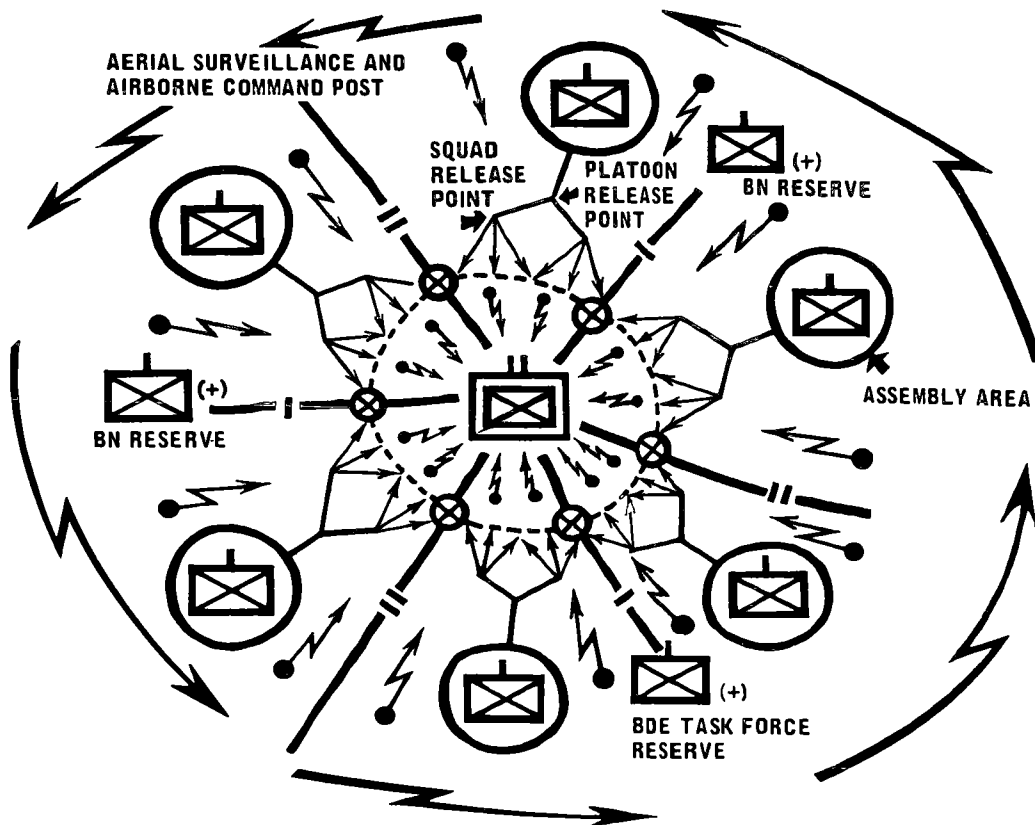 AERIAL SURVEILLANCE AND
AIRBORNE COMMAND POST
SQUAD
RELEASE
POINT
PLATOON
RELEASE
POINT
(+)
BN RESERVE
ASSEMBLY AREA
(+)
BN RESERVE
(+)
BDE TASK FORCE
RESERVE